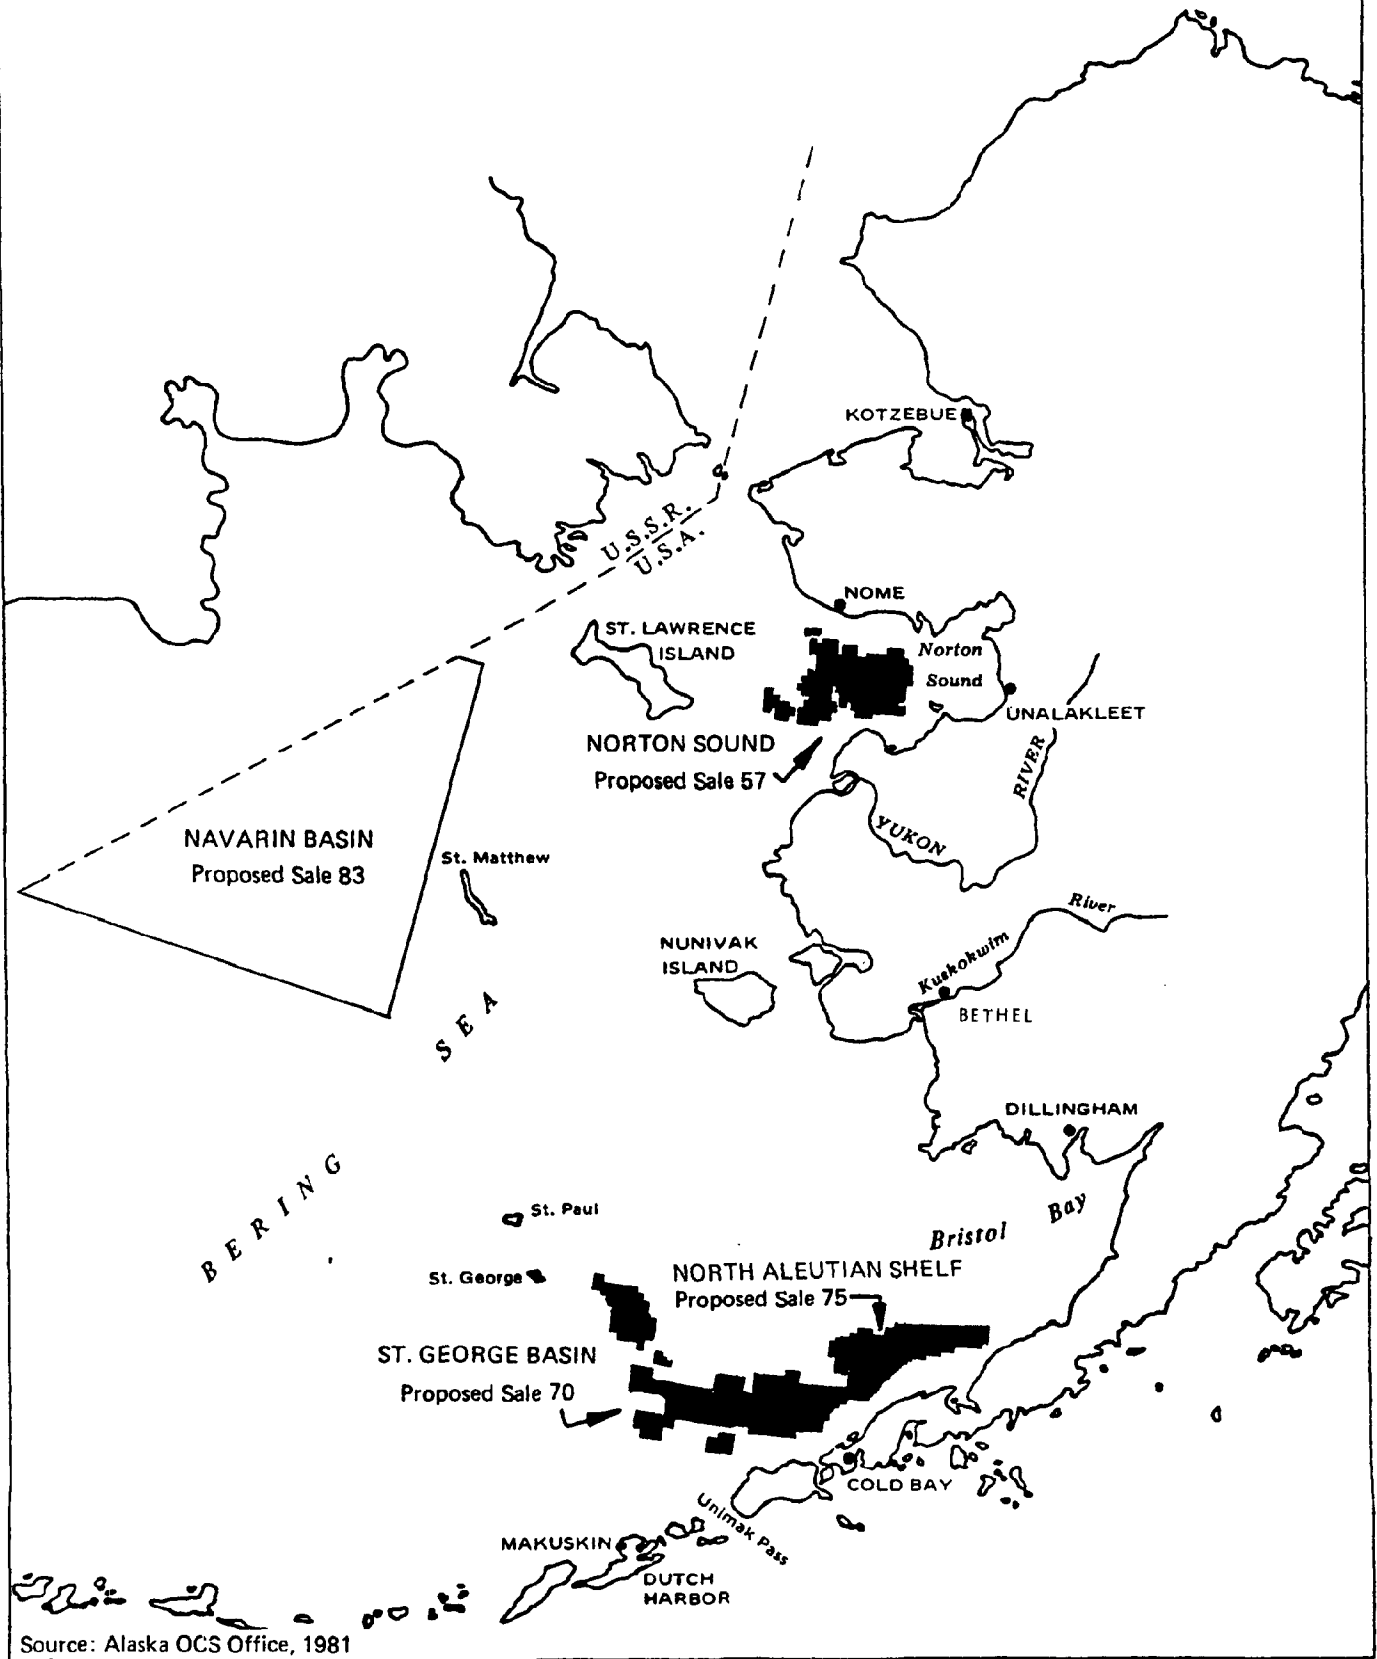 KOTZEBUE
U.S.S.R.
U.S.A.
NOME
ST. LAWRENCE
ISLAND
Norton
Sound
UNALAKLEET
NORTON SOUND
Proposed Sale 57
RIVER
YUKON
NAVARIN BASIN
Proposed Sale 83
St. Matthew
River
Kuskokwim
NUNIVAK
ISLAND
BETHEL
SEA
DILLINGHAM
BERING
St. Paul
Bay
Bristol
St. George
NORTH ALEUTIAN SHELF
Proposed Sale 75
ST. GEORGE BASIN
Proposed Sale 70
COLD BAY
Unimak Pass
MAKUSKIN
DUTCH
HARBOR
Source: Alaska OCS Office, 1981